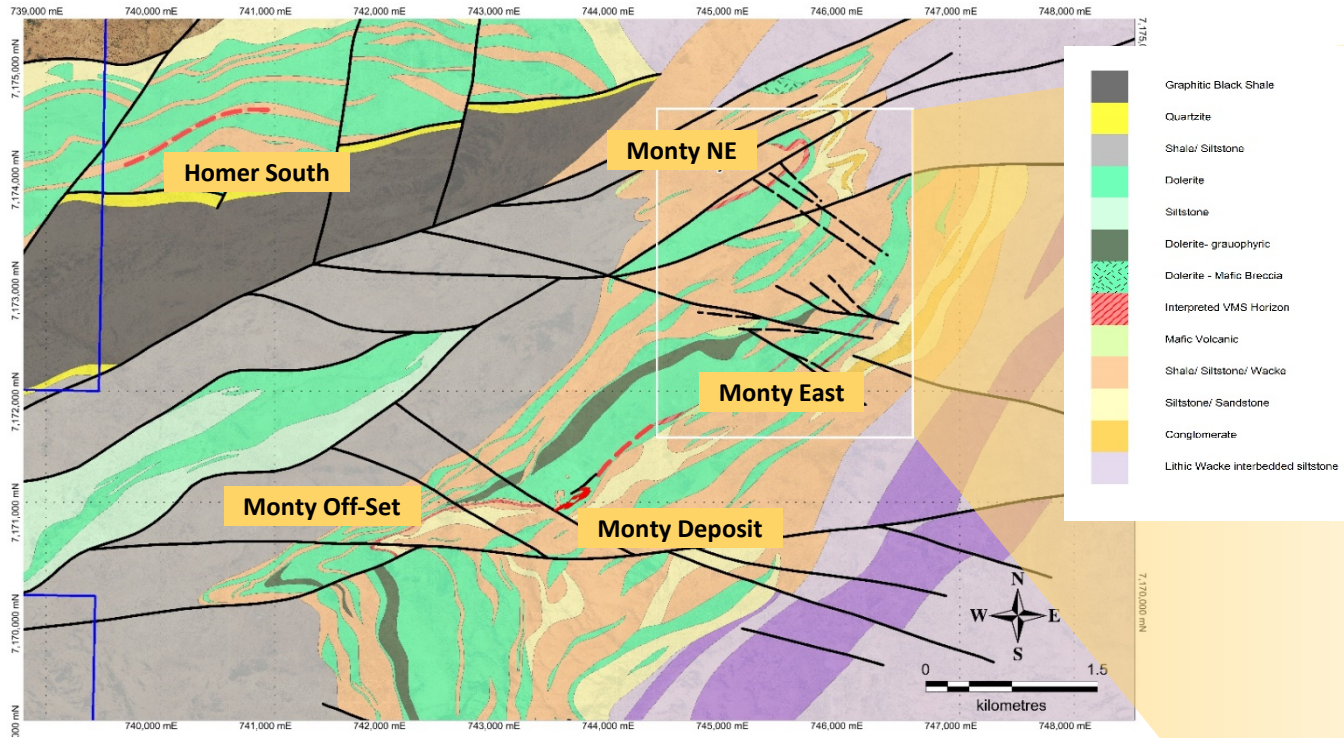 739,000 mE 740,000 mE 741,000 mE 742,000 mE 743,000 mE 744,000 mE 745,000 mE 746,000 mE 747,000 mE 748,000 mE
7,175,000 mN
7,175,0
7,174,000 mN
7,173,000 mN
7,172,000 mN
7,171,000 mN
7,170,000 mN
7,170,000 mN
000 mN
Homer South
Monty NE
Monty East
Monty Off-Set
Monty Deposit
Graphitic Black Shale
Quartzite
Shale/ Siltstone
Dolerite
Siltstone
Dolerite- grauophyric
Dolerite - Mafic Breccia
Interpreted VMS Horizon
Mafic Volcanic
Shale/ Siltstone/ Wacke
Siltstone/ Sandstone
Conglomerate
Lithic Wacke interbedded siltstone
N
W E
S
0 1.5
kilometres
740,000 mE 741,000 mE 742,000 mE 743,000 mE 744,000 mE 745,000 mE 746,000 mE 747,000 mE 748,000 mE